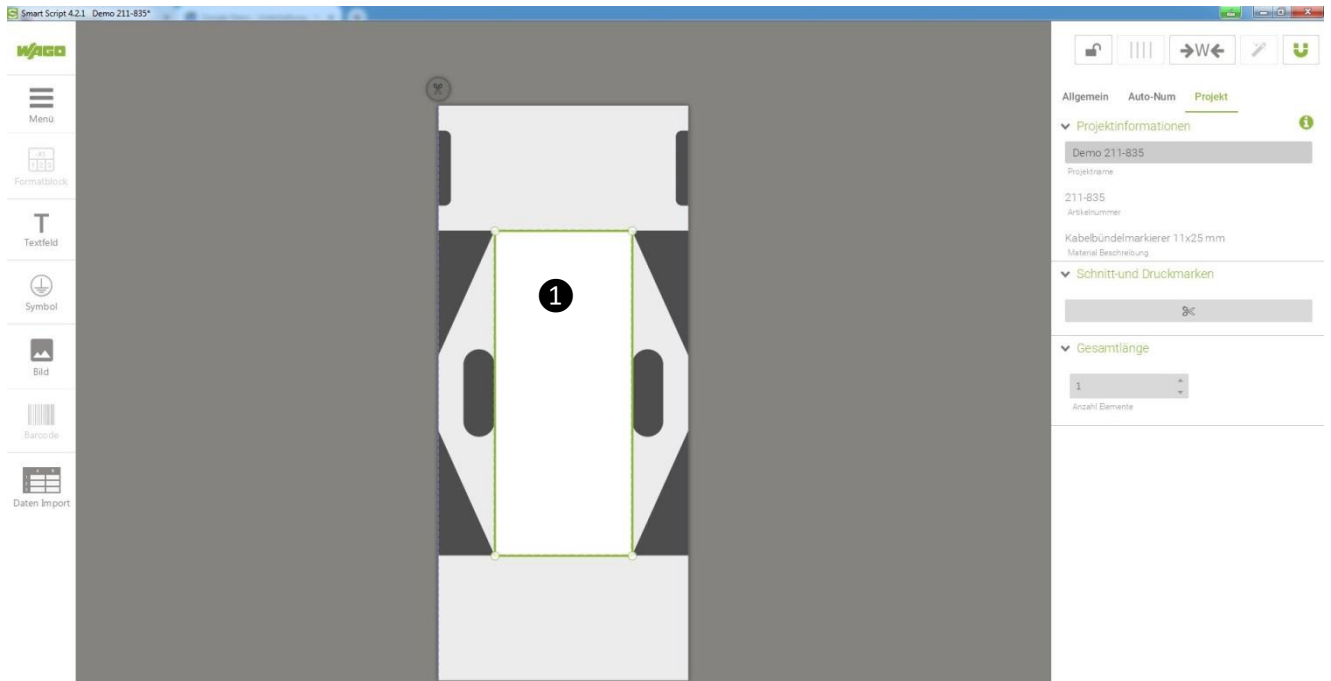 Smart Script 4.2.1 Demo 211-835*
WAGO
Menü
Formatblock
T
Textfeld
Symbol
Bild
Barcode
Daten Import
1
W
Allgemein Auto-Num Projekt
Projektinformationen
Demo 211-835
Projektname
211-835
Artikelnummer
Kabelbündelmarkierer 11x25 mm
Material Beschreibung
Schnitt-und Druckmarken
Gesamtlänge
1
Anzahl Elemente